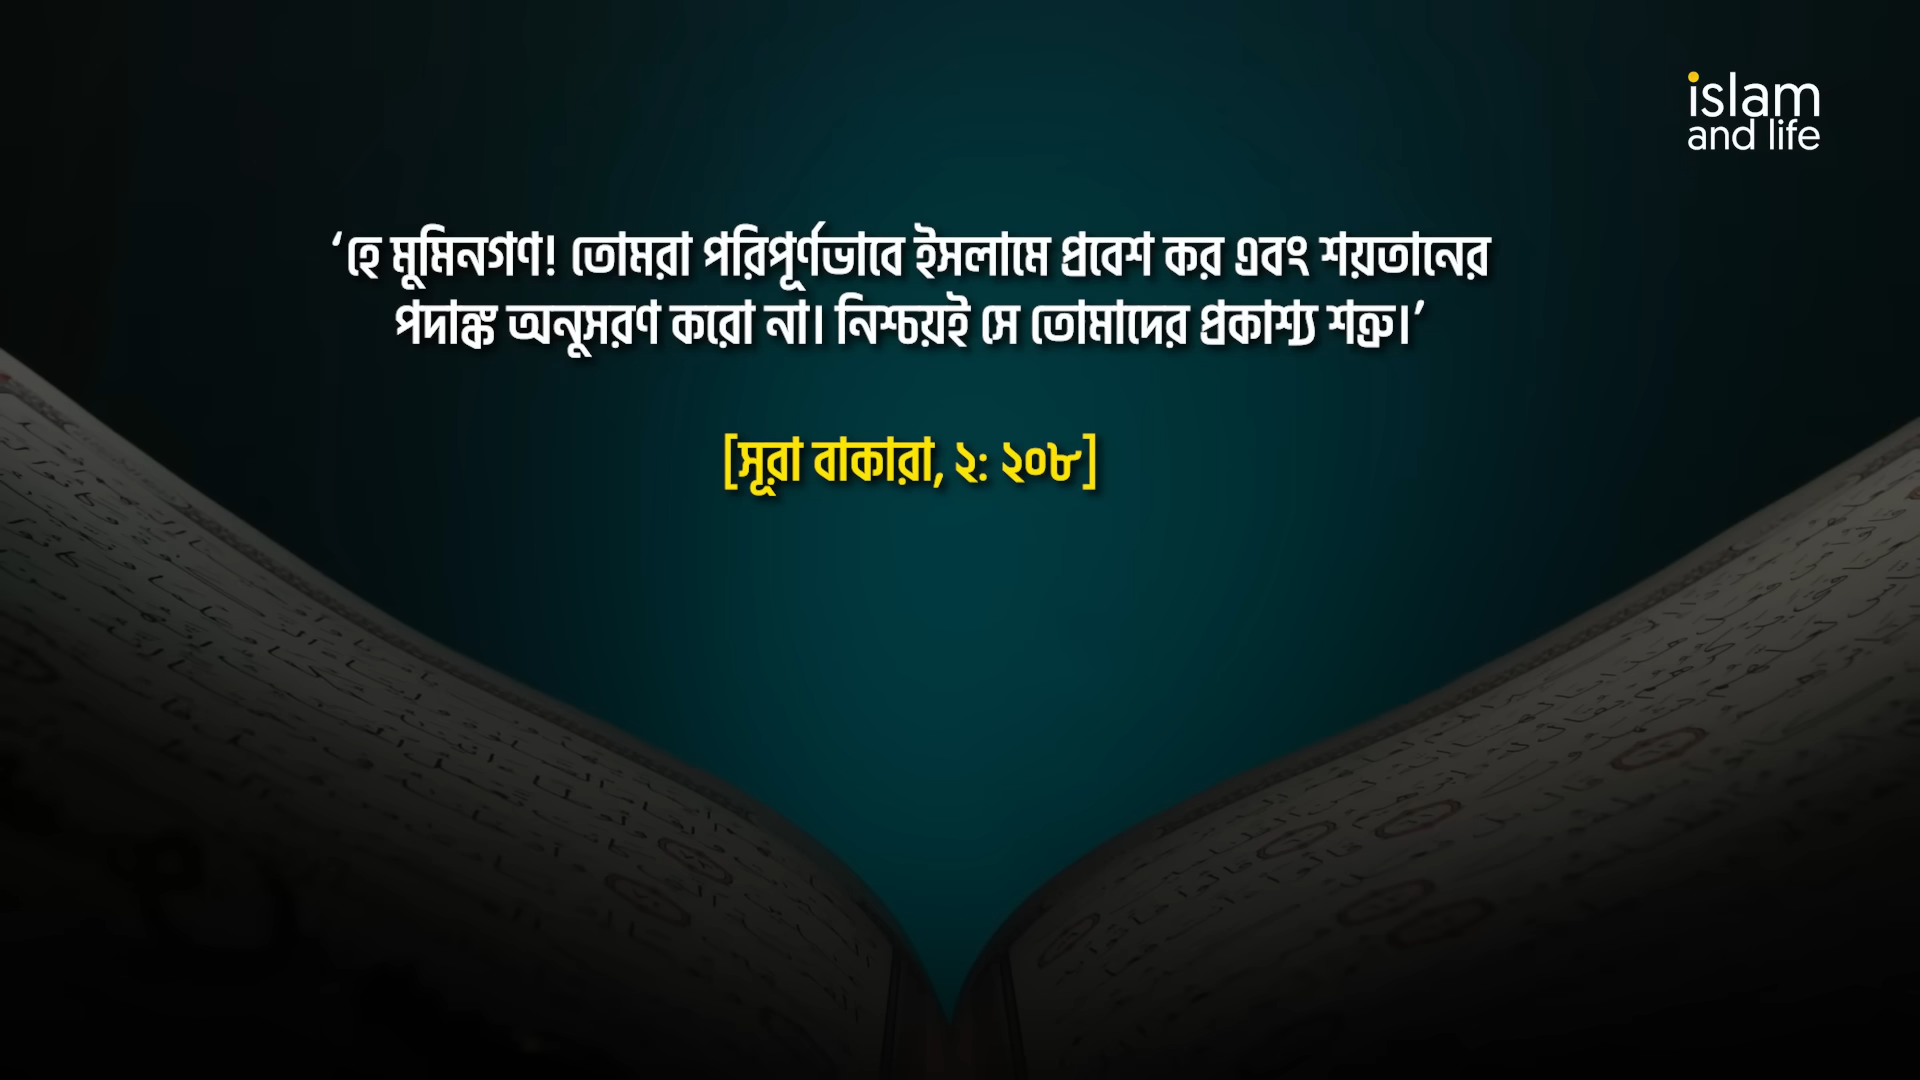 islam
and life
‘হে মুমিনগণ! তোমরা পরিপূর্ণভাবে ইসলামে প্রবেশ কর এবং শয়তানের
পদাঙ্ক অনুসরণ করো না। নিশ্চয়ই সে তোমাদের প্রকাশ্য শত্রু।’
[সূরা বাকারা, ২: ২০৮]